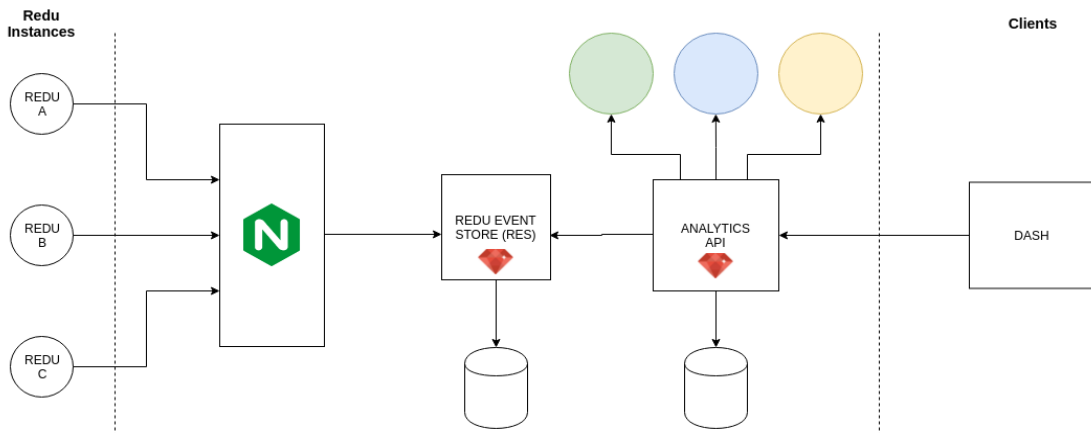 Redu
Instances
Clients
REDU
A
REDU
B
REDU
C
N
REDU EVENT
STORE (RES)
ANALYTICS
API
DASH